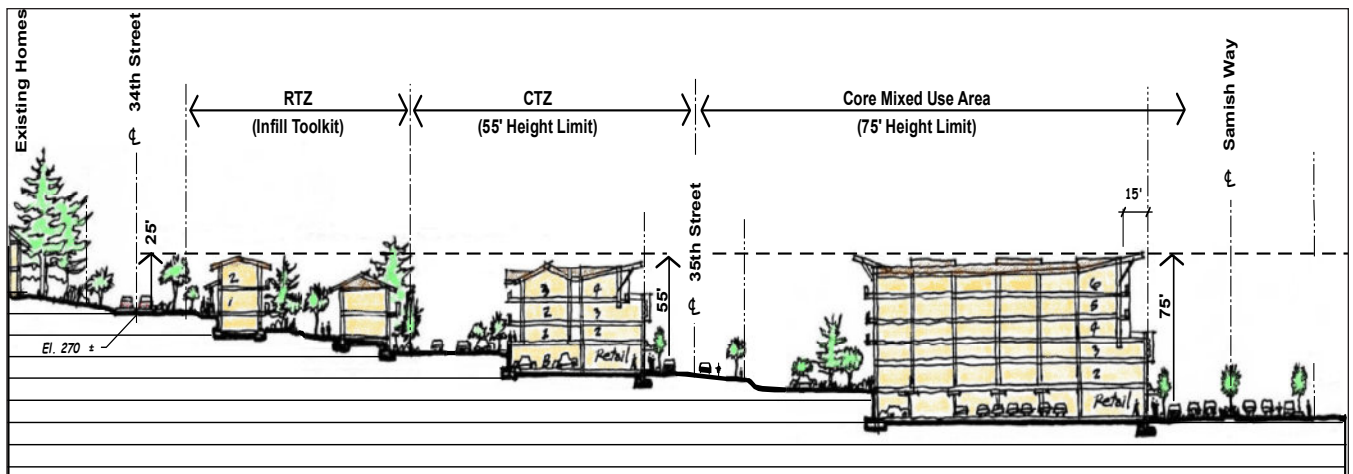 Existing Homes
℄ 34th Street
RTZ
(Infill Toolkit)
CTZ
(55' Height Limit)
Core Mixed Use Area
(75' Height Limit)
℄ Samish Way
℄ 35th Street
15'
25'
55'
75'
El. 270 ±
2
1
3
4
2
3
1
2
B
Retail
6
5
4
3
2
Retail